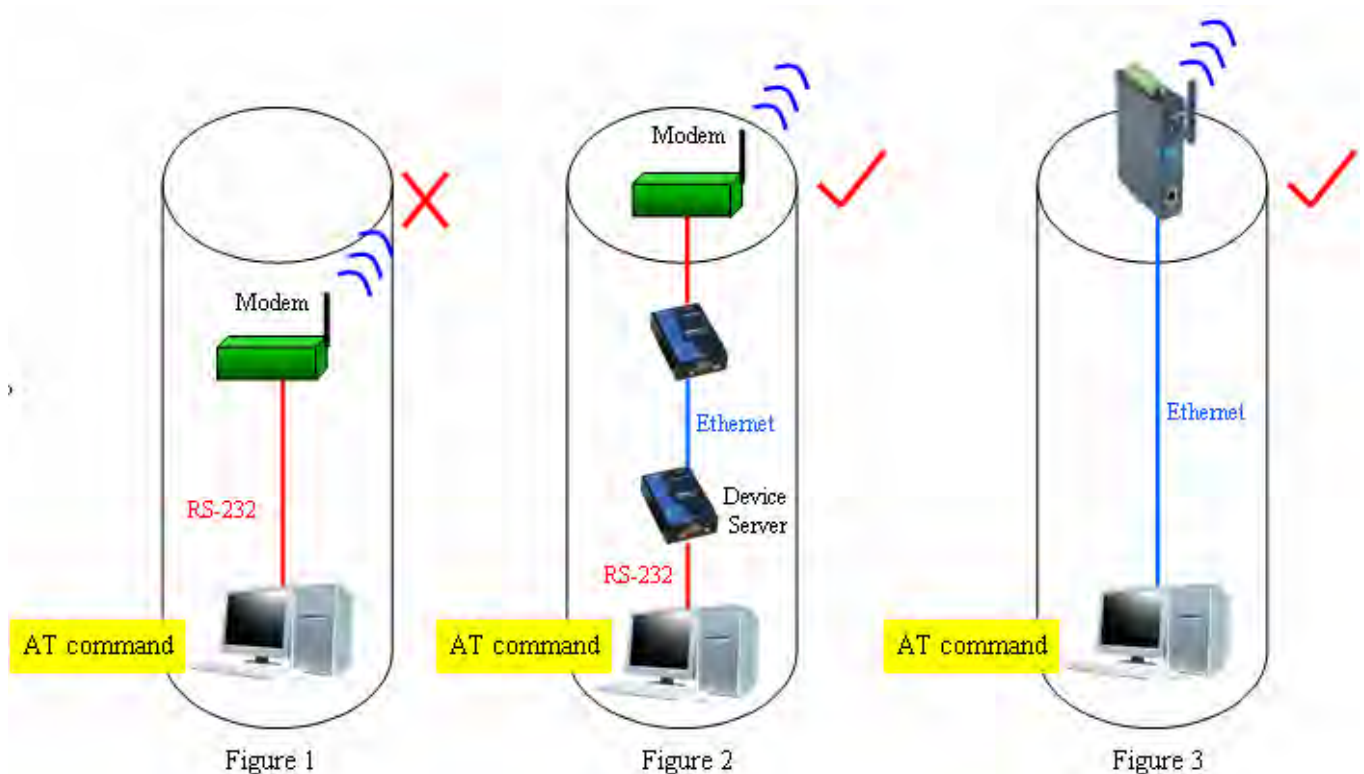 Modem
RS-232
AT command
Figure 1
Modem
Ethernet
Device
Server
RS-232
AT command
Figure 2
Ethernet
AT command
Figure 3